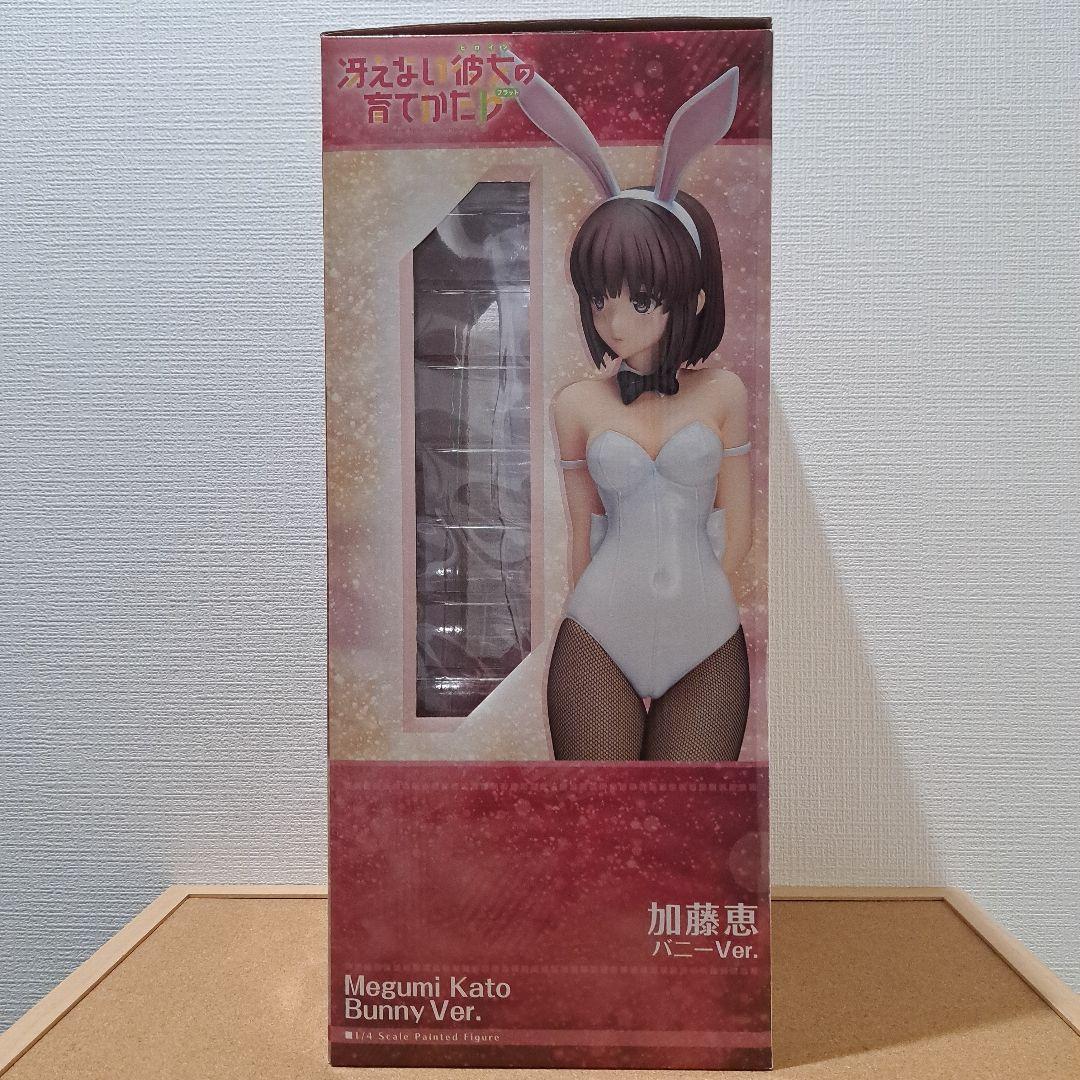 ヒロイン
冴えない彼女の
育てかた♭
フラット
加藤恵
バニーVer.
Megumi Kato
Bunny Ver.
■1/4 Scale Painted Figure